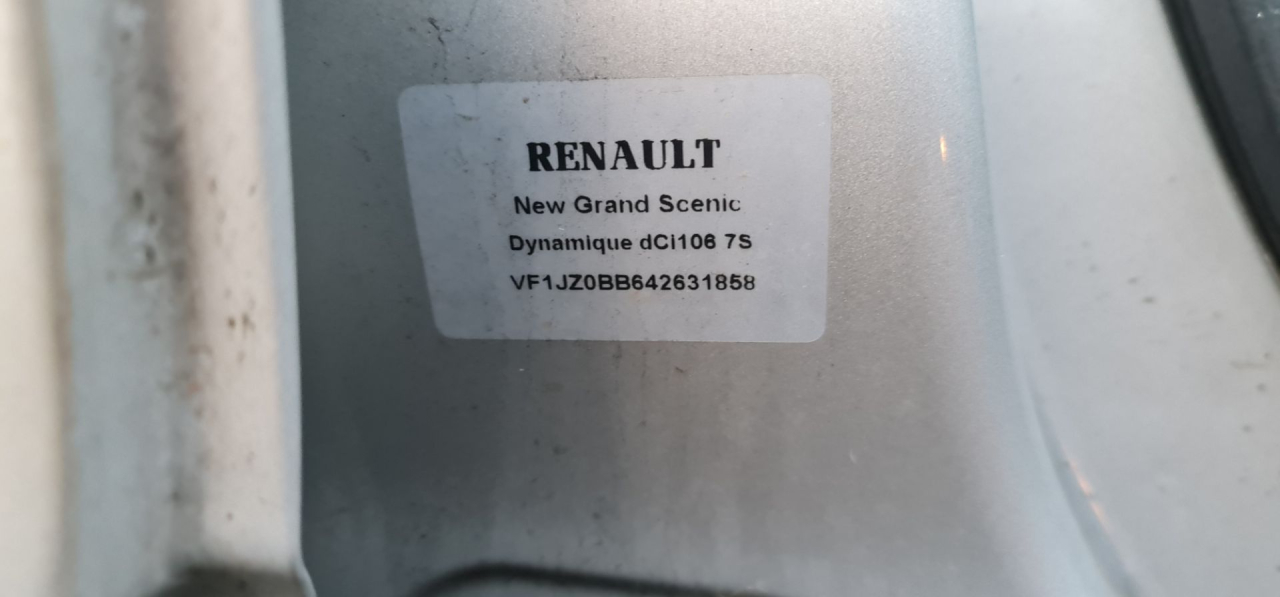 RENAULT
New Grand Scenic
Dynamique dCi106 7S
VF1JZ0BB642631858